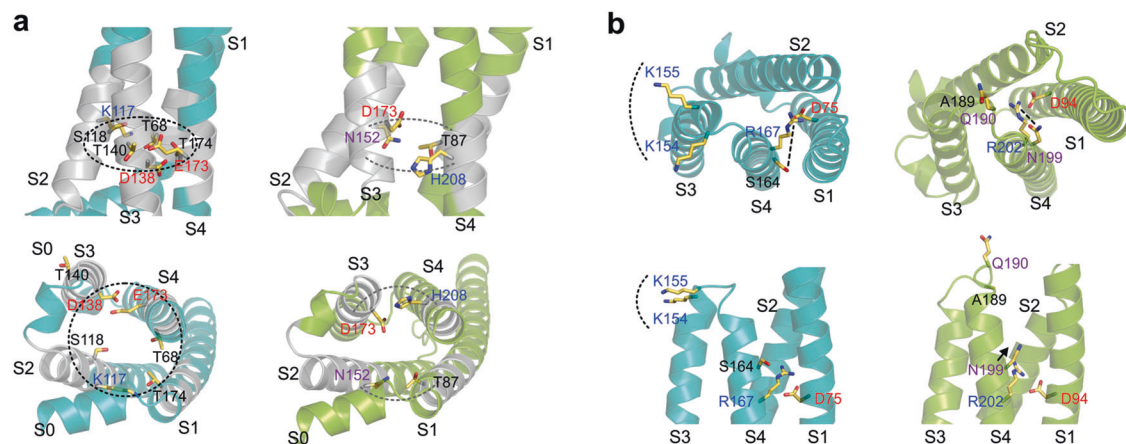 a
S1
K117
S118
T68
T140
T174
D138
E173
S2
S3
S4
S1
D173
N152
T87
H208
S2
S3
S4
S0
S3
T140
S4
D138
E173
S118
T68
S2
K117
T174
S0
S1
S3
S4
H208
D173
S2
N152
T87
S0
S1
b
S2
K155
D75
R167
K154
S164
S3
S4
S1
S2
A189
D94
Q190
S1
R202
N199
S3
S4
K155
S2
K154
S164
R167
D75
S3
S4
S1
Q190
A189
S2
N199
R202
D94
S3
S4
S1